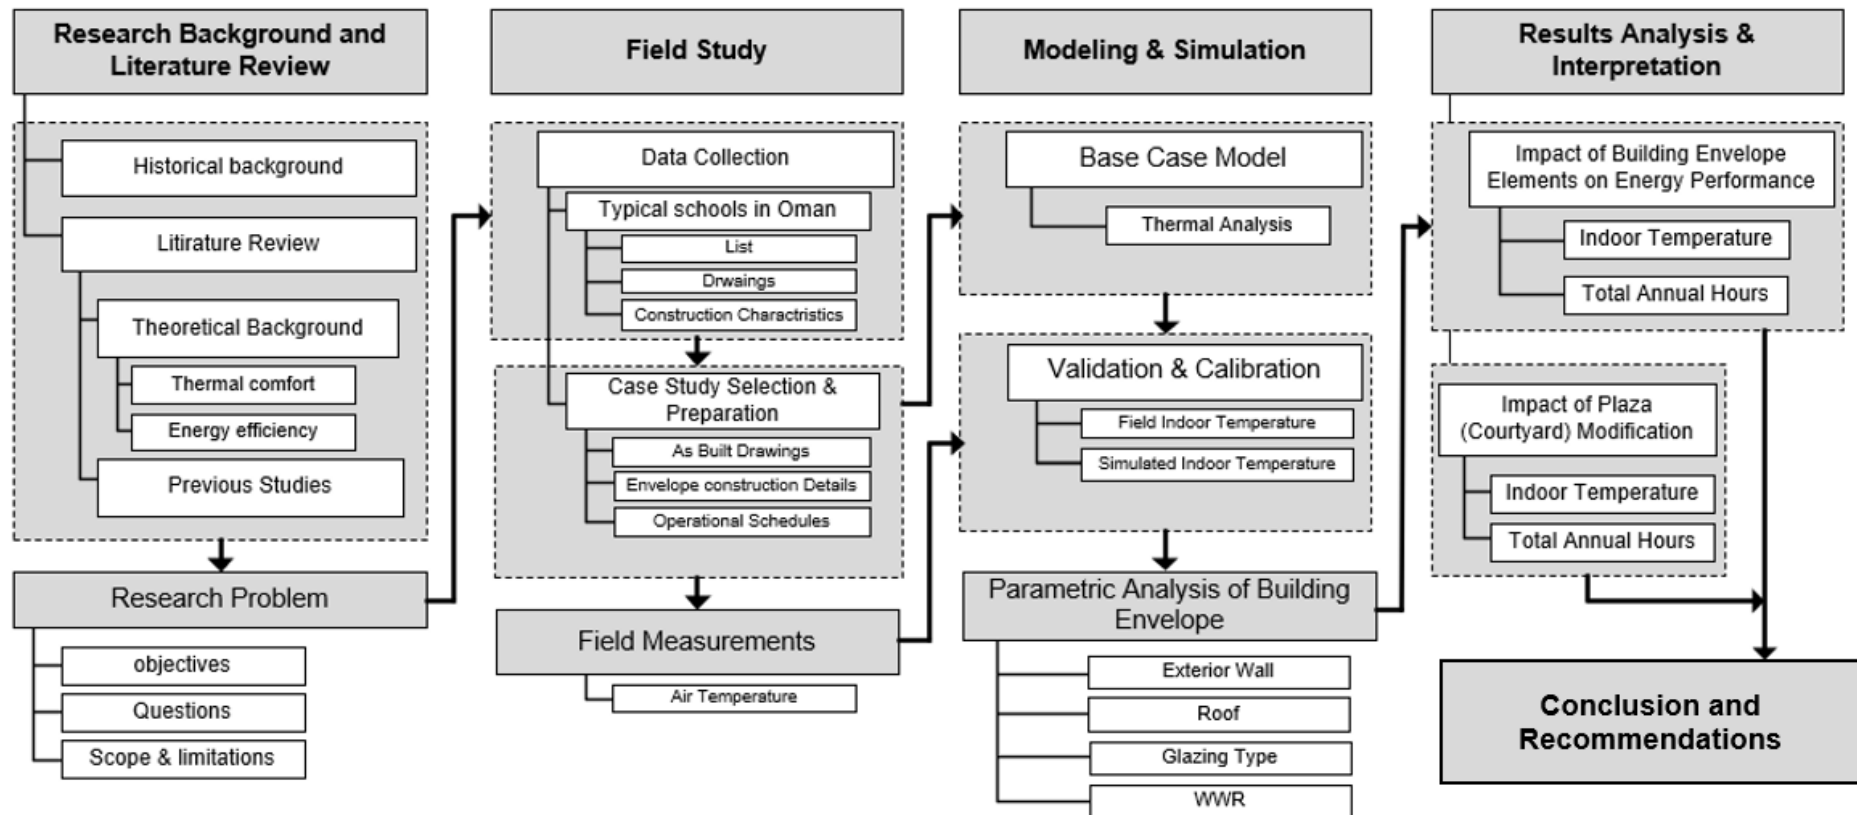 Research Background and
Literature Review
Historical background
Litirature Review
Theoretical Background
Thermal comfort
Energy efficiency
Previous Studies
Research Problem
objectives
Questions
Scope & limitations
Field Study
Data Collection
Typical schools in Oman
List
Drwaings
Construction Charactristics
Case Study Selection &
Preparation
As Built Drawings
Envelope construction Details
Operational Schedules
Field Measurements
Air Temperature
Modeling & Simulation
Base Case Model
Thermal Analysis
Validation & Calibration
Field Indoor Temperature
Simulated Indoor Temperature
Parametric Analysis of Building
Envelope
Exterior Wall
Roof
Glazing Type
WWR
Results Analysis &
Interpretation
Impact of Building Envelope
Elements on Energy Performance
Indoor Temperature
Total Annual Hours
Impact of Plaza
(Courtyard) Modification
Indoor Temperature
Total Annual Hours
Conclusion and
Recommendations